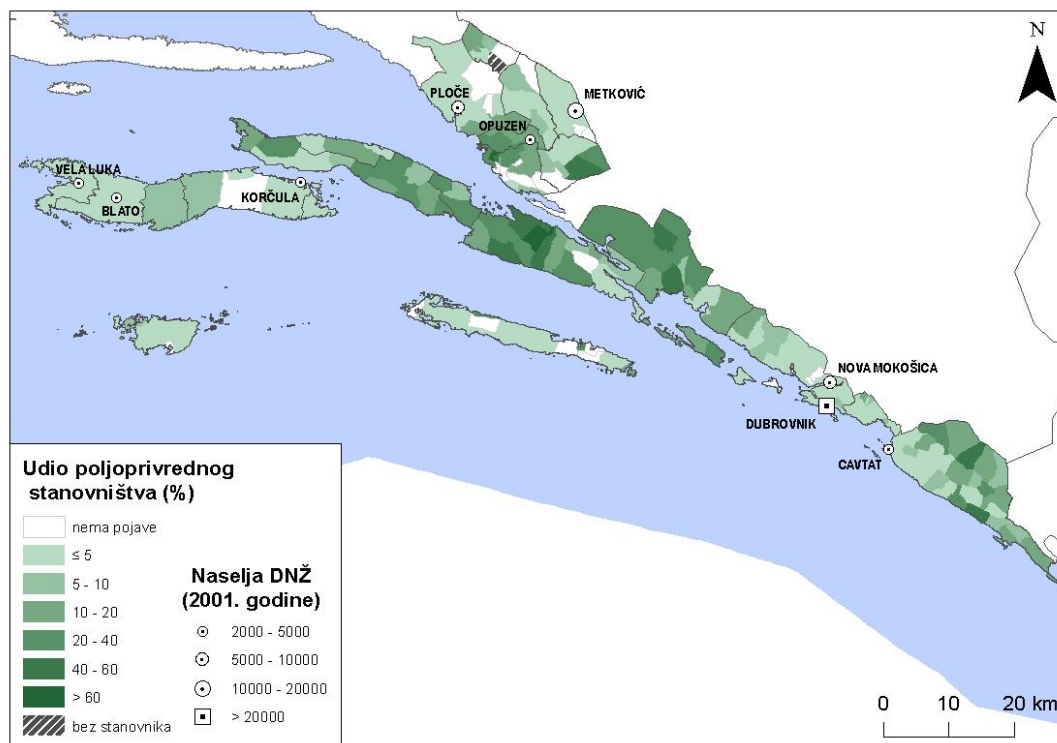 N
PLOČE
METKOVIĆ
OPUZEN
VELA LUKA
BLATO
KORČULA
NOVA MOKOŠICA
DUBROVNIK
CAVTAT
Udio poljoprivrednog
stanovništva (%)
nema pojave
≤ 5
5 - 10
10 - 20
20 - 40
40 - 60
> 60
bez stanovnika
Naselja DNŽ
(2001. godine)
2000 - 5000
5000 - 10000
10000 - 20000
> 20000
0 10 20 km